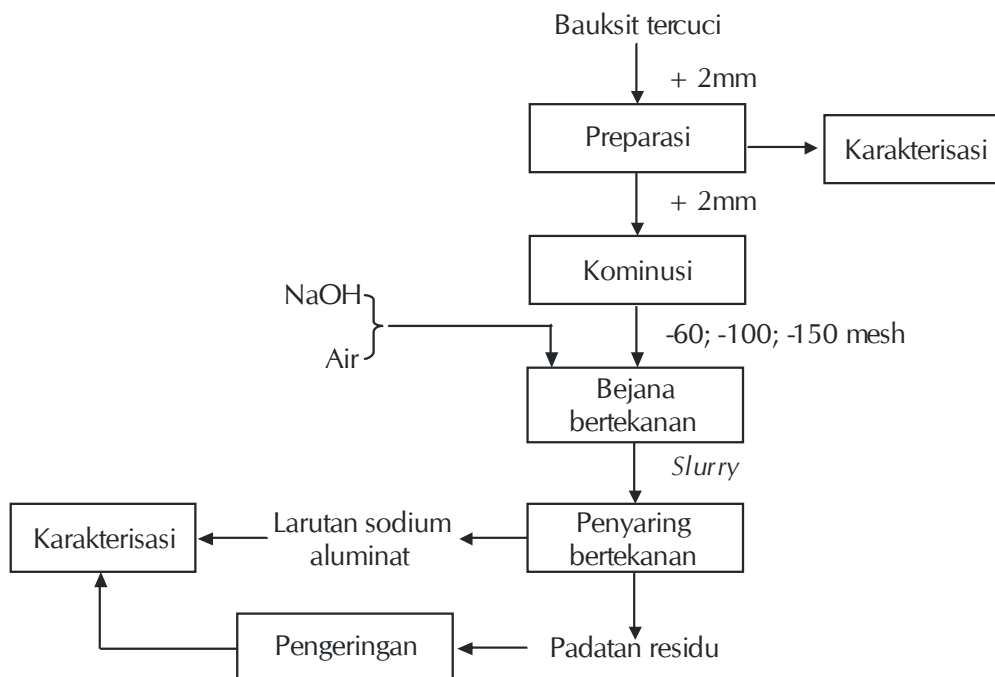 Bauksit tercuci
+ 2mm
Preparasi
Karakterisasi
+ 2mm
Kominusi
NaOH
Air
-60; -100; -150 mesh
Bejana
bertekanan
Slurry
Karakterisasi
Larutan sodium
aluminat
Penyaring
bertekanan
Pengeringan
Padatan residu